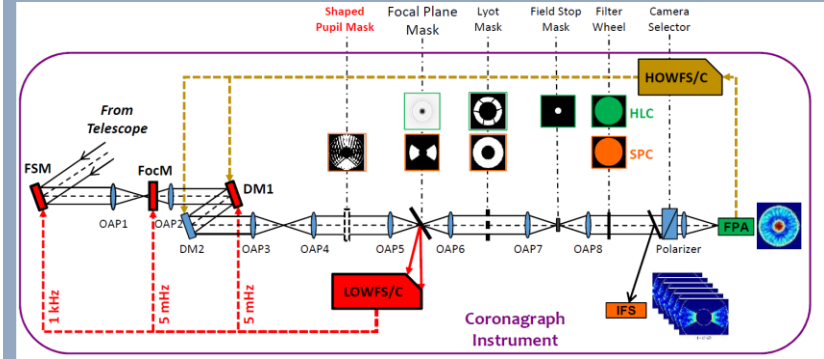 Shaped
Pupil Mask
Focal Plane
Mask
Lyot
Mask
Field Stop
Mask
Filter
Wheel
Camera
Selector
HOWFS/C
From
Telescope
HLC
SPC
FSM
FocM
DM1
OAP1
OAP2
DM2
OAP3
OAP4
OAP5
OAP6
OAP7
OAP8
Polarizer
FPA
1 kHz
5 mHz
5 mHz
LOWFS/C
IFS
Coronagraph
Instrument